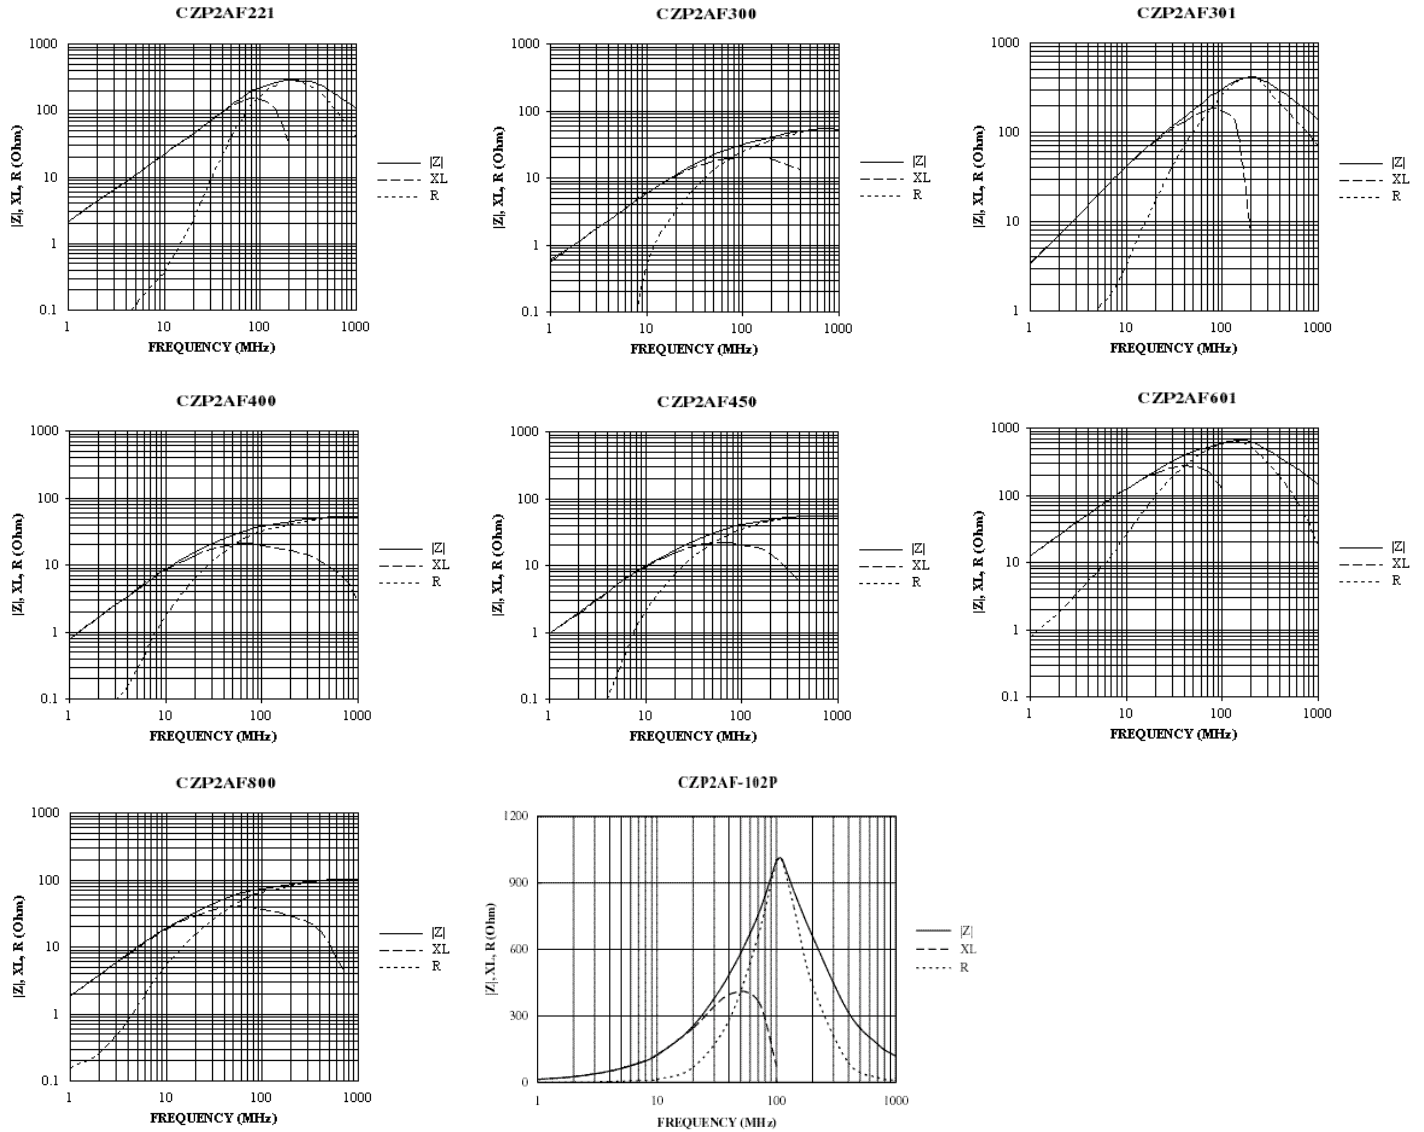 CZP2AF221
1000
100
10
1
0.1
|Z|, XL, R (Ohm)
1 10 100 1000
FREQUENCY (MHz)
|Z|
XL
R
CZP2AF300
1000
100
10
1
0.1
|Z|, XL, R (Ohm)
1 10 100 1000
FREQUENCY (MHz)
|Z|
XL
R
CZP2AF301
1000
100
10
1
|Z|, XL, R (Ohm)
1 10 100 1000
FREQUENCY (MHz)
|Z|
XL
R
CZP2AF400
1000
100
10
1
0.1
|Z|, XL, R (Ohm)
1 10 100 1000
FREQUENCY (MHz)
|Z|
XL
R
CZP2AF450
1000
100
10
1
0.1
|Z|, XL, R (Ohm)
1 10 100 1000
FREQUENCY (MHz)
|Z|
XL
R
CZP2AF601
1000
100
10
1
0.1
|Z|, XL, R (Ohm)
1 10 100 1000
FREQUENCY (MHz)
|Z|
XL
R
CZP2AF800
1000
100
10
1
0.1
|Z|, XL, R (Ohm)
1 10 100 1000
FREQUENCY (MHz)
|Z|
XL
R
CZP2AF-102P
1200
900
600
300
0
|Z|, XL, R (Ohm)
1 10 100 1000
FREQUENCY (MHz)
|Z|
XL
R